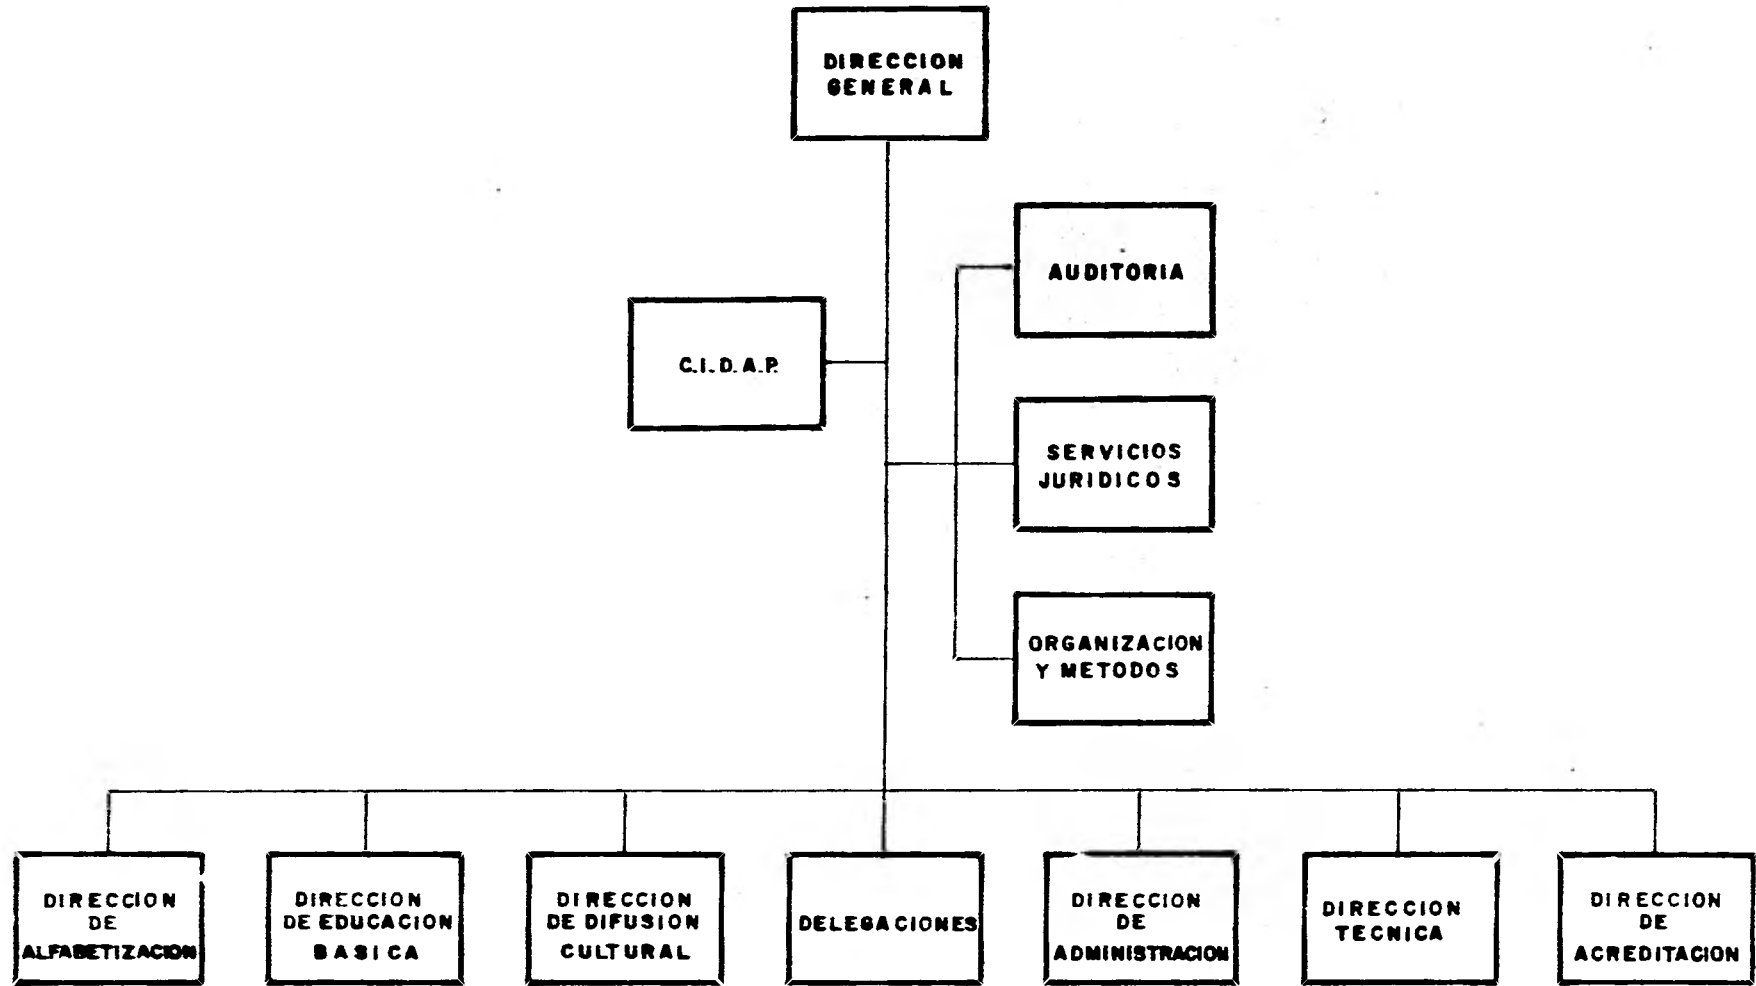 DIRECCION
GENERAL
AUDITORIA
C.I.D.A.P.
SERVICIOS
JURIDICOS
ORGANIZACION
Y METODOS
DIRECCION
DE
ALFABETIZACION
DIRECCION
DE EDUCACION
BASICA
DIRECCION
DE DIFUSION
CULTURAL
DELEGACIONES
DIRECCION
DE
ADMINISTRACION
DIRECCION
TECNICA
DIRECCION
DE
ACREDITACION